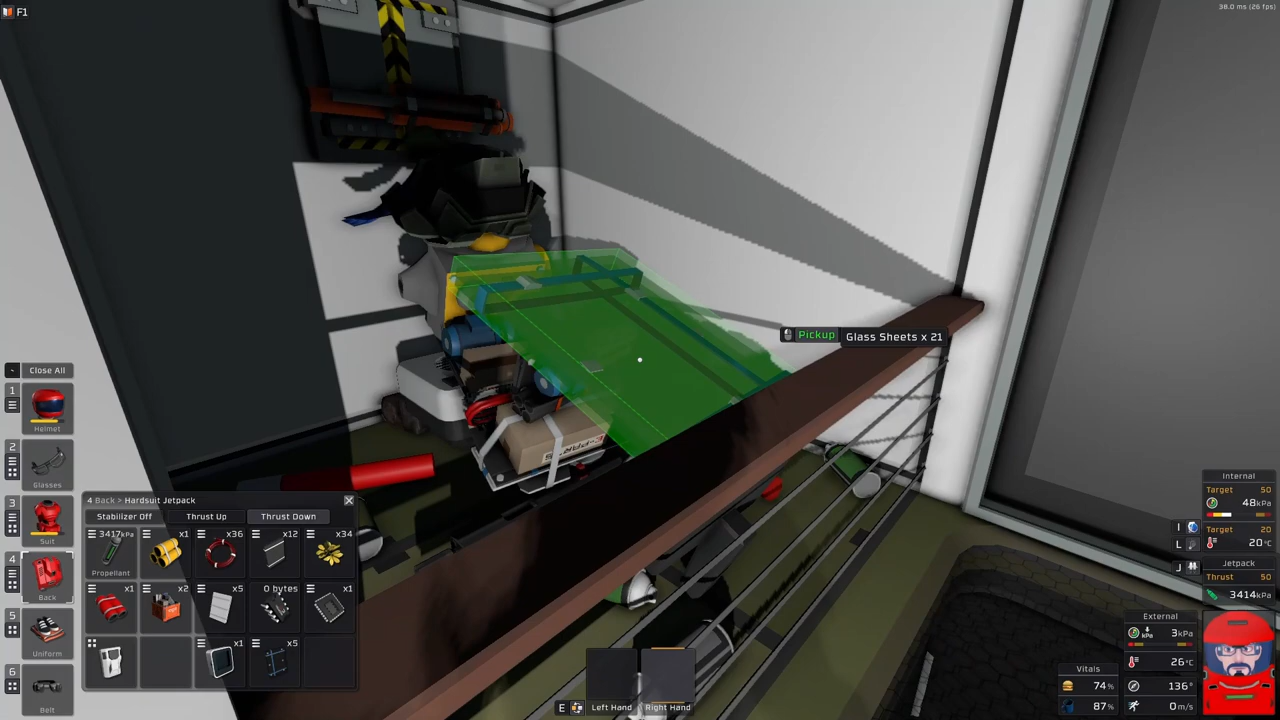 F1
38.0 ms (26 fps)
Pickup
Glass Sheets x 21
- Close All
1
Helmet
2
Glasses
3
Suit
4
Back
5
Uniform
6
Belt
4 Back > Hardsuit Jetpack
Stabilizer Off
Thrust Up
Thrust Down
3417kPa
x1
x36
x12
x34
Propellant
x1
x2
x5
0 bytes
x1
x1
x5
E
Left Hand
Right Hand
Internal
Target 50
48kPa
Target 20
20°C
Jetpack
Thrust 50
3414kPa
I
L
J
External
kPa
3kPa
26°C
136°
0m/s
Vitals
74%
87%